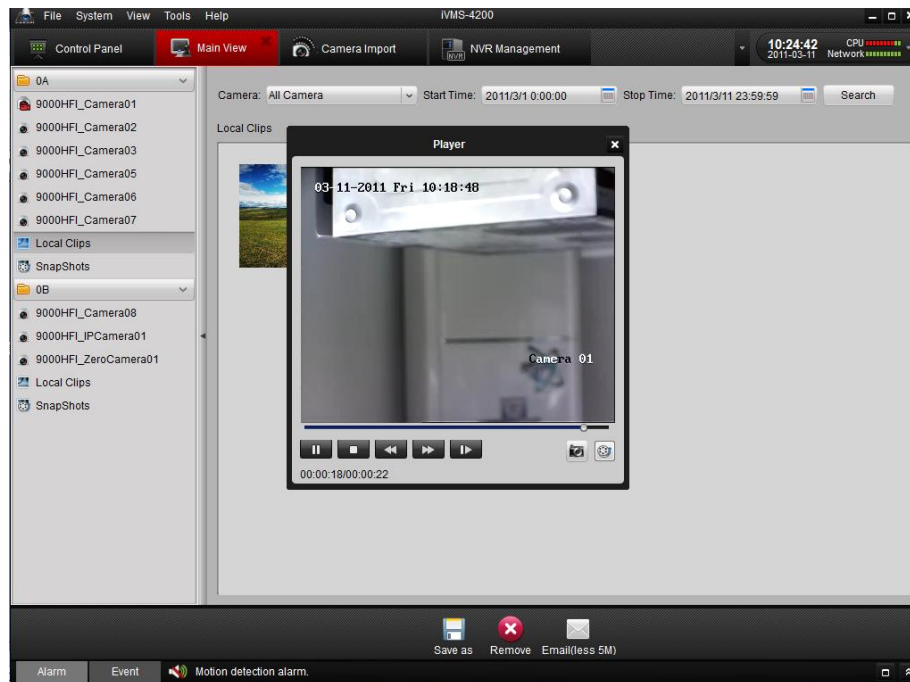 File System View Tools Help iVMS-4200
Control Panel Main View Camera Import NVR NVR Management 10:24:42 CPU
2011-03-11 Network
0A
9000HFI_Camera01
9000HFI_Camera02
9000HFI_Camera03
9000HFI_Camera05
9000HFI_Camera06
9000HFI_Camera07
Local Clips
SnapShots
0B
9000HFI_Camera08
9000HFI_IPCamera01
9000HFI_ZeroCamera01
Local Clips
SnapShots
Camera: All Camera Start Time: 2011/3/1 0:00:00 Stop Time: 2011/3/11 23:59:59 Search
Local Clips
Player
03-11-2011 Fri 10:18:48
Camera 01
00:00:18/00:00:22
Save as Remove Email(less 5M)
Alarm Event Motion detection alarm.